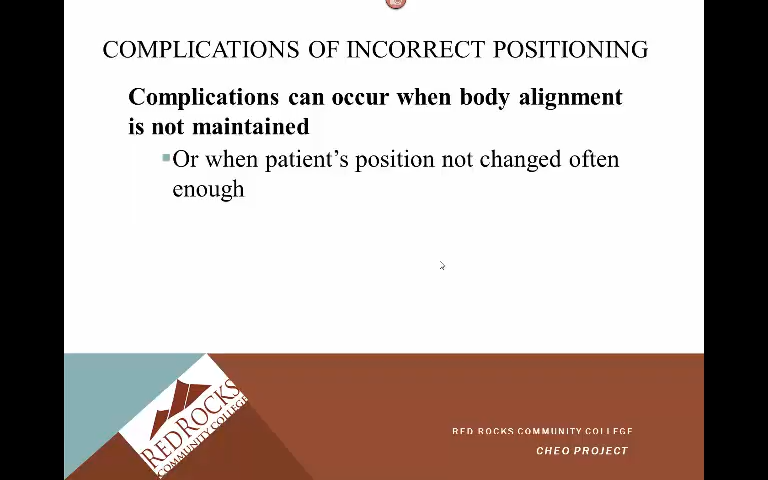 COMPLICATIONS OF INCORRECT POSITIONING
Complications can occur when body alignment
is not maintained
Or when patient's position not changed often
enough
RED ROCKS
COMMUNITY COLLEGE
RED ROCKS COMMUNITY COLLEGE
CHEO PROJECT